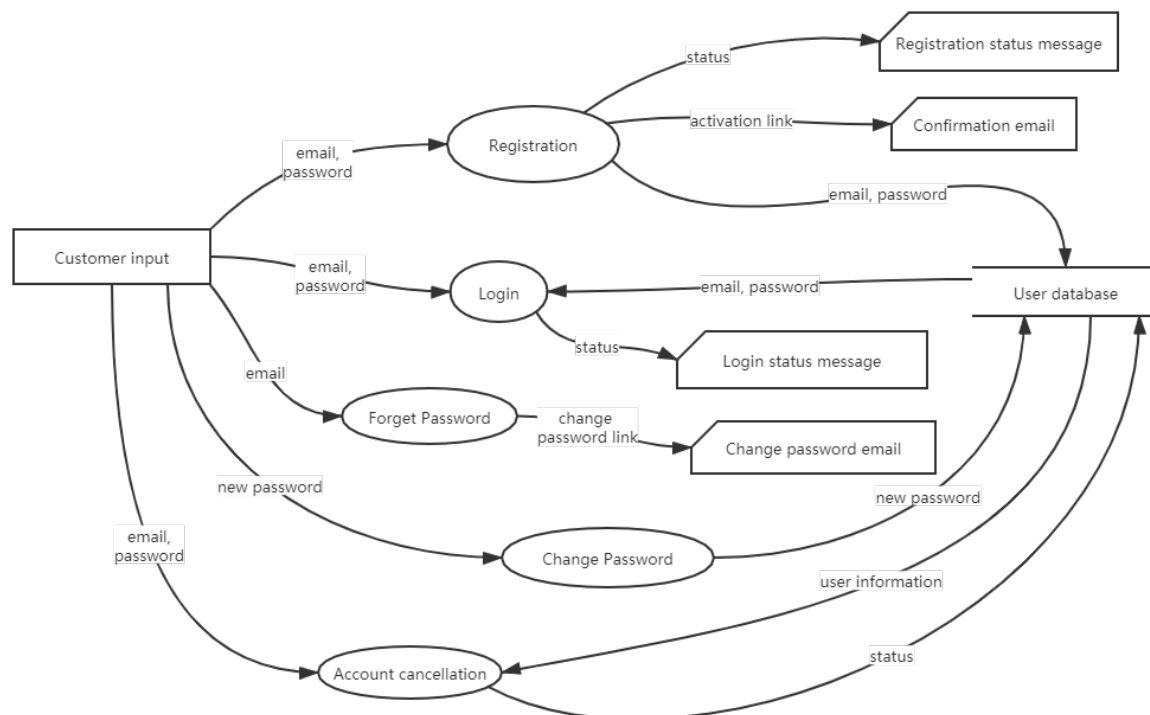 Registration status message
status
activation link
Confirmation email
Registration
email,
password
email, password
Customer input
email,
password
Login
email, password
User database
status
Login status message
email
Forget Password
change
password link
Change password email
new password
new password
email,
password
Change Password
user information
Account cancellation
status